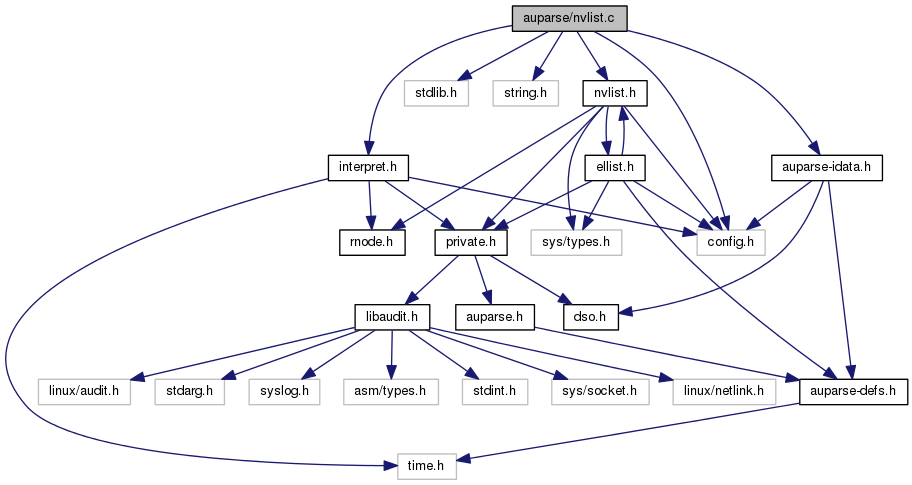 auparse/nvlist.c
stdlib.h
string.h
nvlist.h
interpret.h
ellist.h
auparse-idata.h
rnode.h
private.h
sys/types.h
config.h
libaudit.h
auparse.h
dso.h
linux/audit.h
stdarg.h
syslog.h
asm/types.h
stdint.h
sys/socket.h
linux/netlink.h
auparse-defs.h
time.h